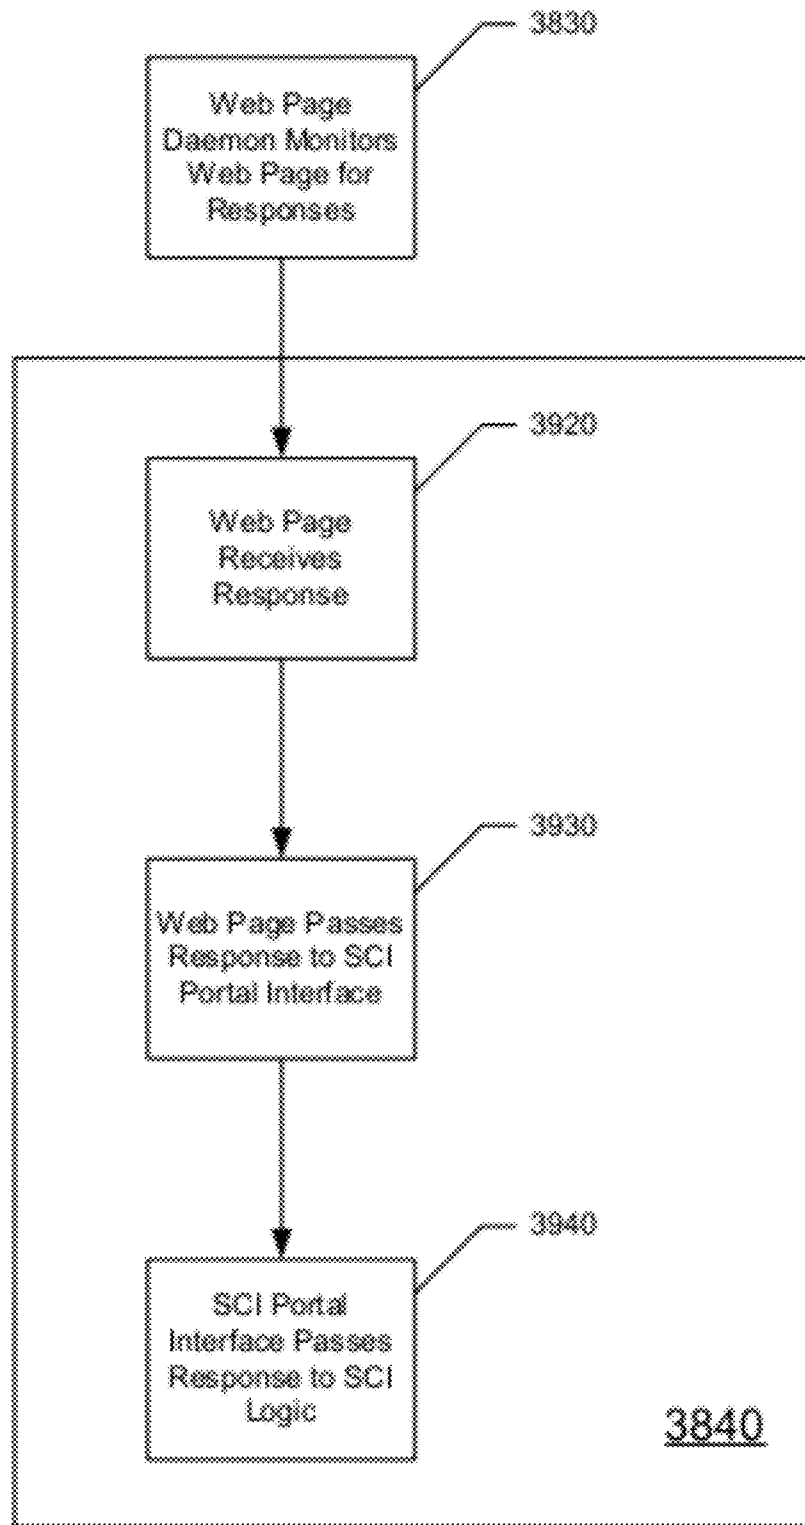 3830
Web Page
Daemon Monitors
Web Page for
Responses
3920
Web Page
Receives
Response
3930
Web Page Passes
Response to SCI
Portal Interface
3940
SCI Portal
Interface Passes
Response to SCI
Logic
3840